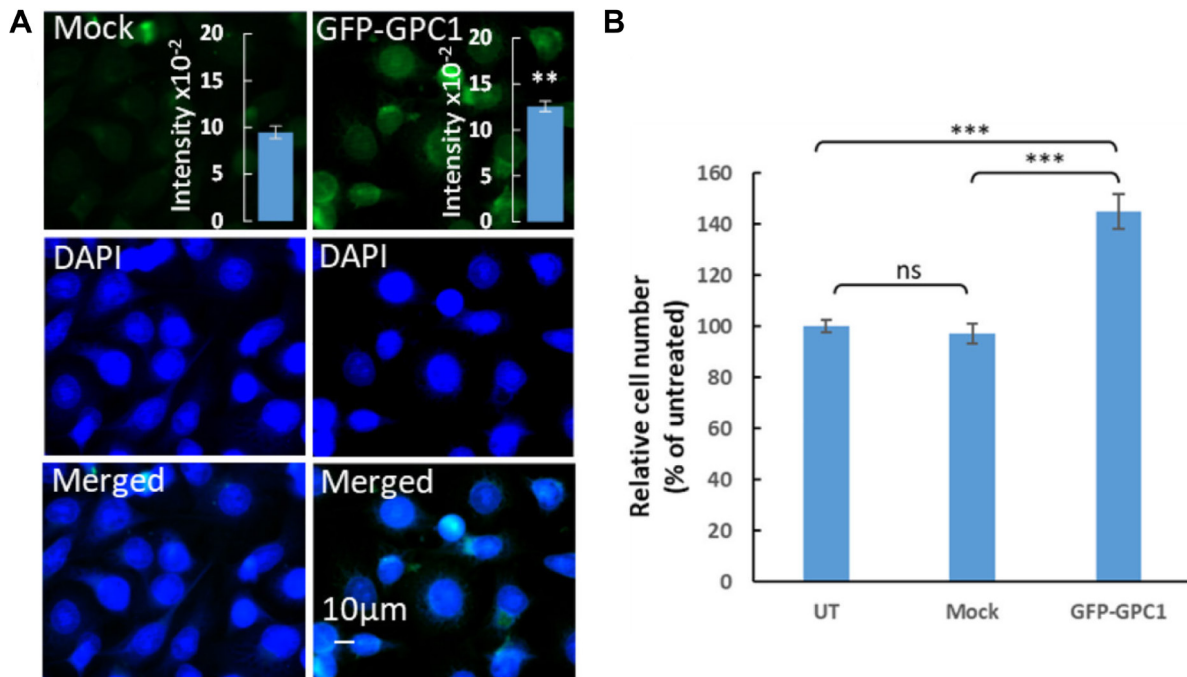 A
Mock
Intensity x10-2
20
15
10
5
0
GFP-GPC1
Intensity x10-2
20
15
10
5
0
**
DAPI
DAPI
Merged
Merged
10µm
B
Relative cell number
(% of untreated)
160
140
120
100
80
60
40
20
0
***
***
ns
UT
Mock
GFP-GPC1